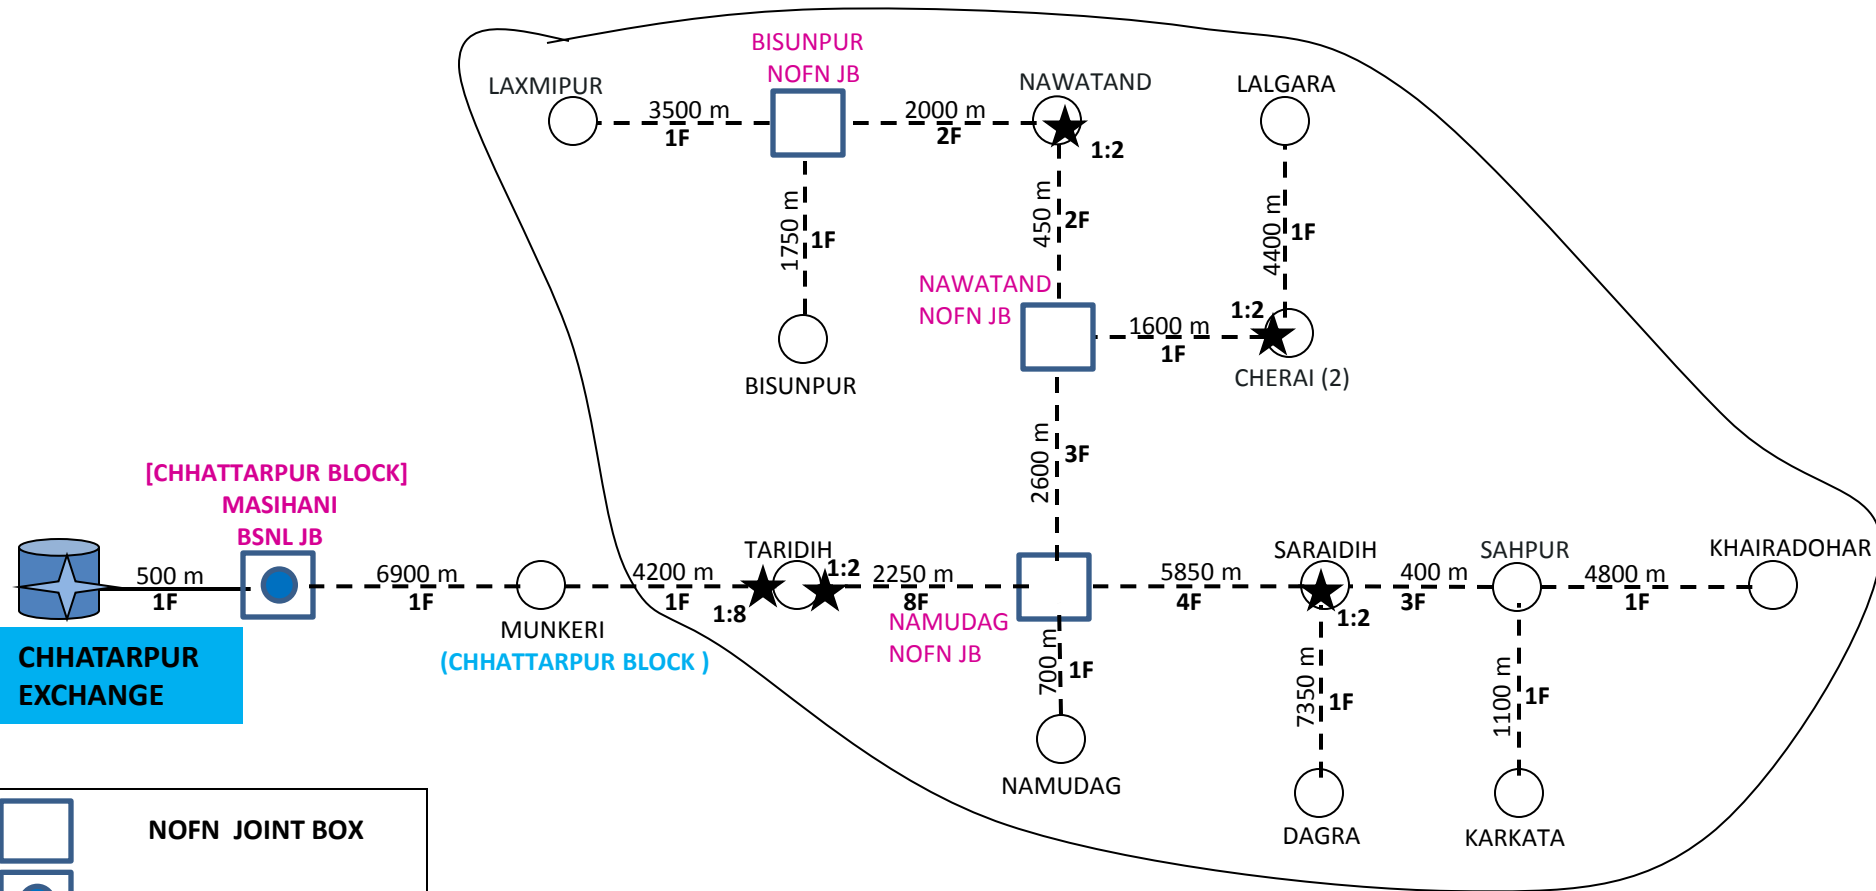 BISUNPUR
NOFN JB
LAXMIPUR
3500 m
1F
2000 m
2F
NAWATAND
1:2
LALGARA
1750 m
1F
450 m
2F
4400 m
1F
NAWATAND
NOFN JB
1:2
1600 m
1F
BISUNPUR
CHERAI (2)
2600 m
3F
[CHHATTARPUR BLOCK]
MASIHANI
BSNL JB
500 m
1F
6900 m
1F
MUNKERI
(CHHATTARPUR BLOCK )
4200 m
1F
TARIDIH
1:8
1:2
2250 m
8F
NAMUDAG
NOFN JB
5850 m
4F
SARAIDIH
1:2
400 m
3F
SAHPUR
4800 m
1F
KHAIRADOHAR
CHHATARPUR
EXCHANGE
700 m
1F
7350 m
1F
1100 m
1F
NAMUDAG
DAGRA
KARKATA
NOFN JOINT BOX